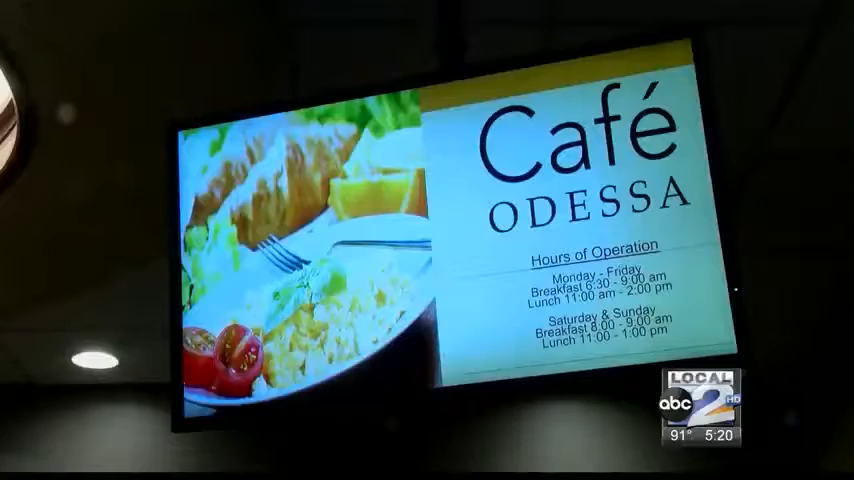 Café
ODESSA
Hours of Operation
Monday - Friday
Breakfast 6:30 - 9:00 am
Lunch 11:00 am - 2:00 pm
Saturday & Sunday
Breakfast 8:00 - 9:00 am
Lunch 11:00 - 1:00 pm
LOCAL
abc 2 HD
91° 5:20